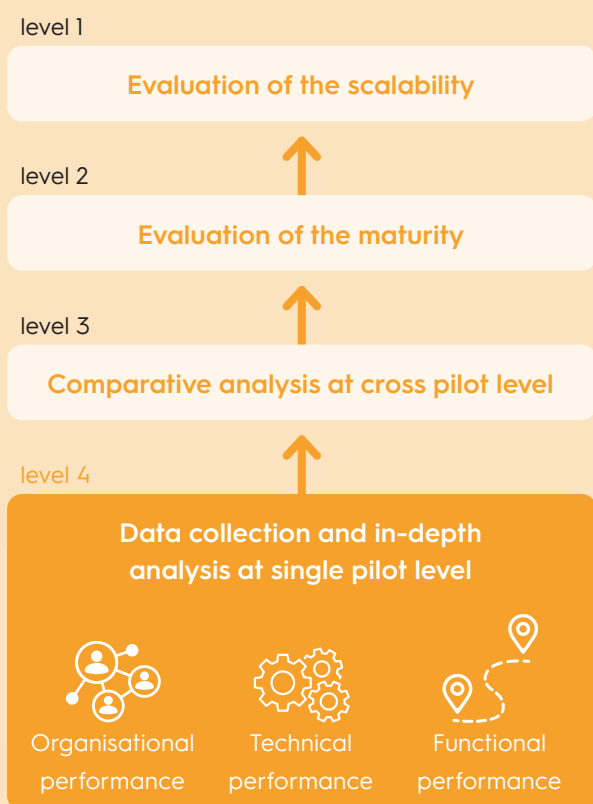 level 1
Evaluation of the scalability
level 2
Evaluation of the maturity
level 3
Comparative analysis at cross pilot level
level 4
Data collection and in-depth
analysis at single pilot level
Organisational
performance
Technical
performance
Functional
performance